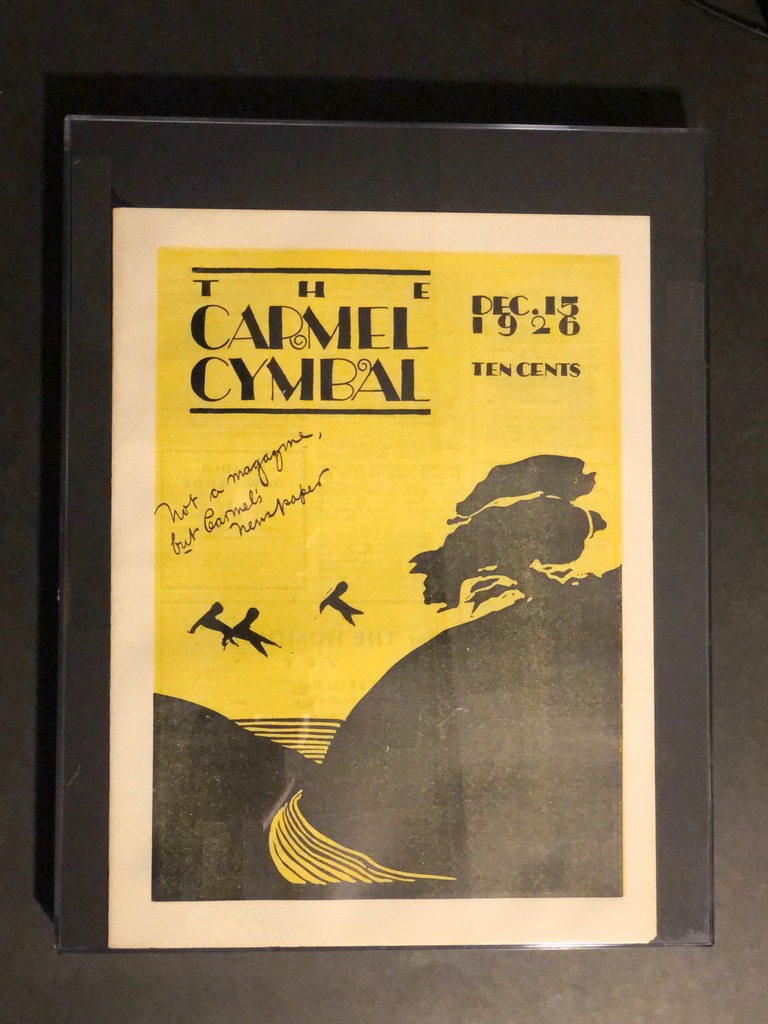 THE
CARMEL
CYMBAL
DEC. 15
1926
TEN CENTS
Not a magazine,
but Carmel's
newspaper